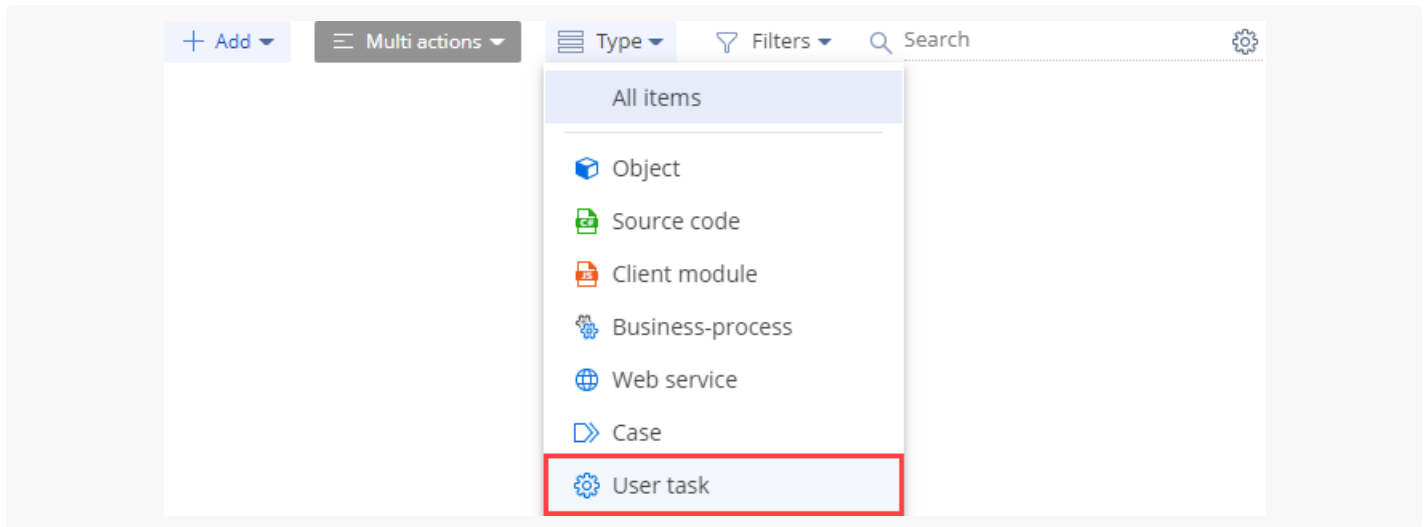 Add Multi actions Type Filters Search
All items
Object
C#
Source code
JS
Client module
Business-process
Web service
Case
User task